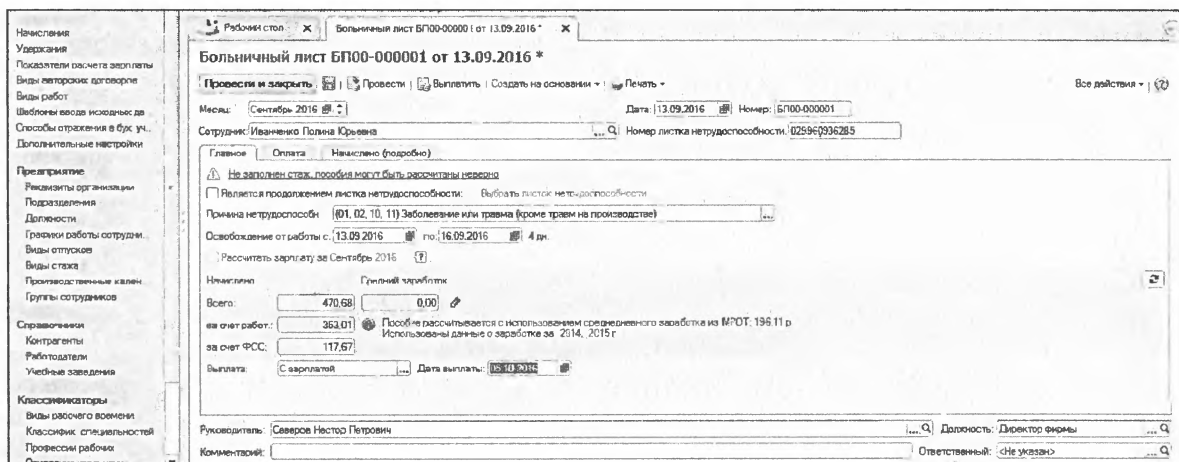 Начисления
Удержания
Показатели расчета зарплаты
Виды авторских договоров
Виды работ
Шаблоны ввода исходных да
Способы отражения в бух. уч...
Дополнительные настройки
Предприятие
Реквизиты организации
Подразделения
Должности
Графики работы сотрудни...
Виды отпусков
Виды стажа
Производственные кален
Группы сотрудников
Справочники
Контрагенты
Работодатели
Учебные заведения
Классификаторы
Виды рабочего времени
Классифик. специальностей
Профессии рабочих
Рабочий стол
Больничный лист БП00-000001 от 13.09.2016 *
Больничный лист БП00-000001 от 13.09.2016 *
Провести и закрыть Провести Выплатить Создать на основании Печать Все действия
Месяц: Сентябрь 2016 Дата: 13.09.2016 Номер: БП00-000001
Сотрудник: Иванченко Полина Юрьевна ... Номер листка нетрудоспособности: 029960936285
Главное Оплата Начислено (подробно)
Не заполнен стаж, пособия могут быть рассчитаны неверно
Является продолжением листка нетрудоспособности: Выбрать листок нетрудоспособности
Причина нетрудоспособн (01, 02, 10, 11) Заболевание или травма (кроме травм на производстве) ...
Освобождение от работы с: 13.09.2016 по: 16.09.2016 4 дн.
Рассчитать зарплату за Сентябрь 2016 ?
Начислено Средний заработок
Всего: 470,68 0,00
за счет работ.: 353,01 Пособие рассчитывается с использованием среднедневного заработка из МРОТ: 196.11 р
Использованы данные о заработке за 2014, 2015 г
за счет ФСС: 117,67
Выплата: С зарплатой ... Дата выплаты: 05.10.2016
Руководитель: Северов Нестор Петрович ... Должность: Директор фирмы ...
Комментарий: Ответственный: <Не указан> ...